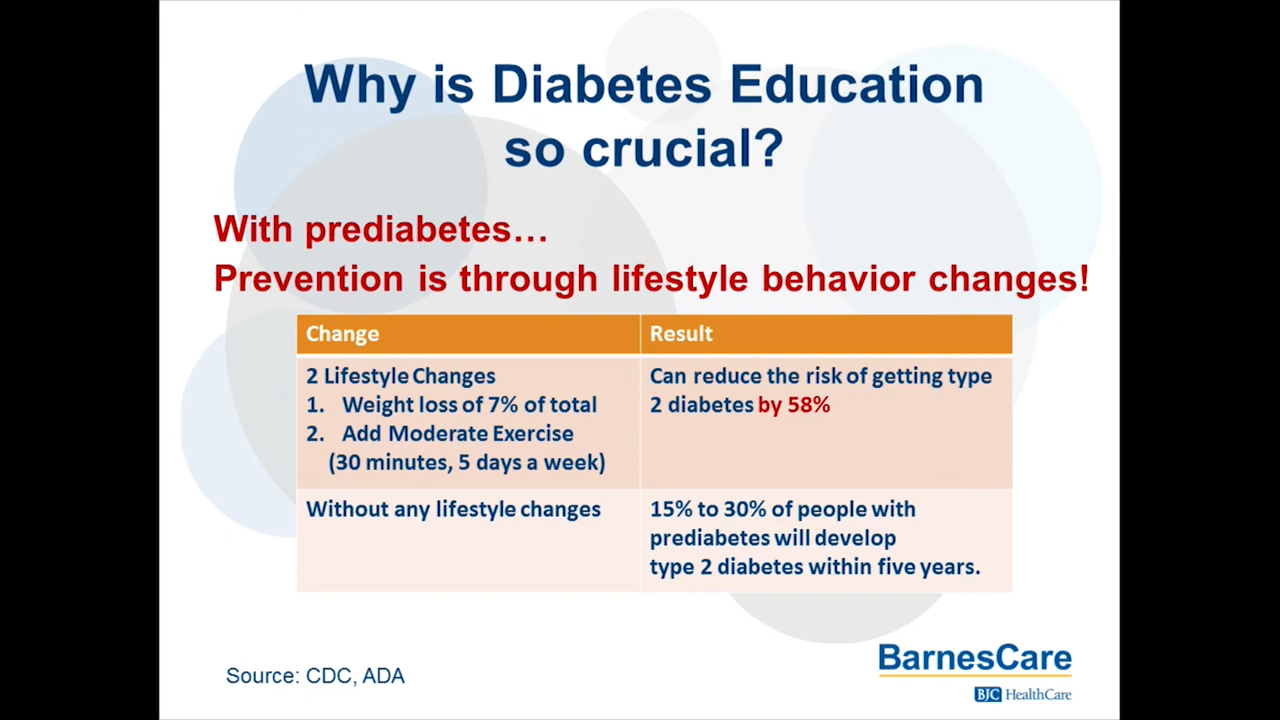 Why is Diabetes Education
so crucial?
With prediabetes…
Prevention is through lifestyle behavior changes!
Change
Result
2 Lifestyle Changes
1. Weight loss of 7% of total
2. Add Moderate Exercise
(30 minutes, 5 days a week)
Can reduce the risk of getting type
2 diabetes by 58%
Without any lifestyle changes
15% to 30% of people with
prediabetes will develop
type 2 diabetes within five years.
Source: CDC, ADA
BarnesCare
BJC HealthCare